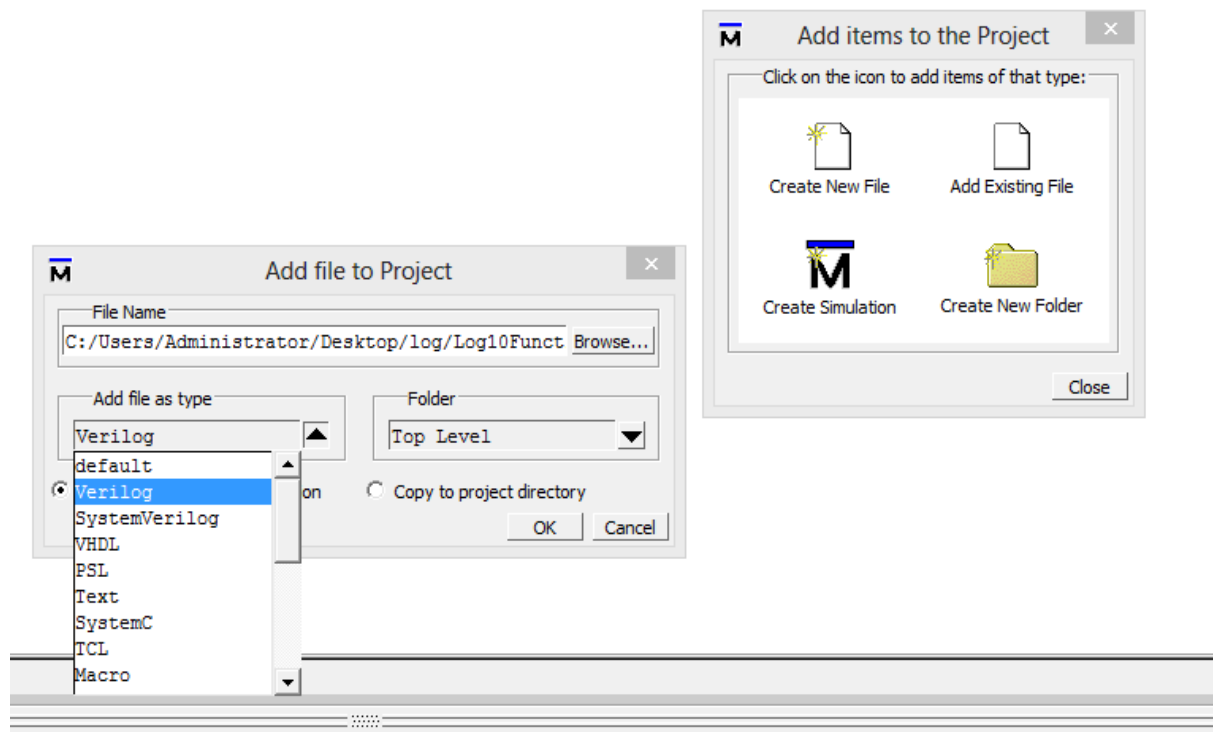 Add items to the Project
Click on the icon to add items of that type:
Create New File
Add Existing File
Create Simulation
Create New Folder
Close
Add file to Project
File Name
C:/Users/Administrator/Desktop/log/Log10Funct
Browse...
Add file as type
Folder
Verilog
Top Level
default
Verilog
on
Copy to project directory
SystemVerilog
OK
Cancel
VHDL
PSL
Text
SystemC
TCL
Macro